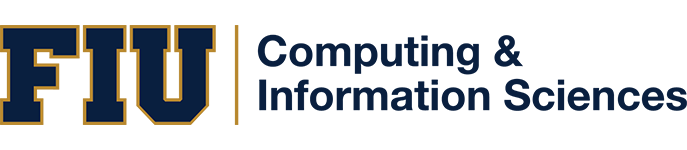 FIU
Computing &
Information Sciences